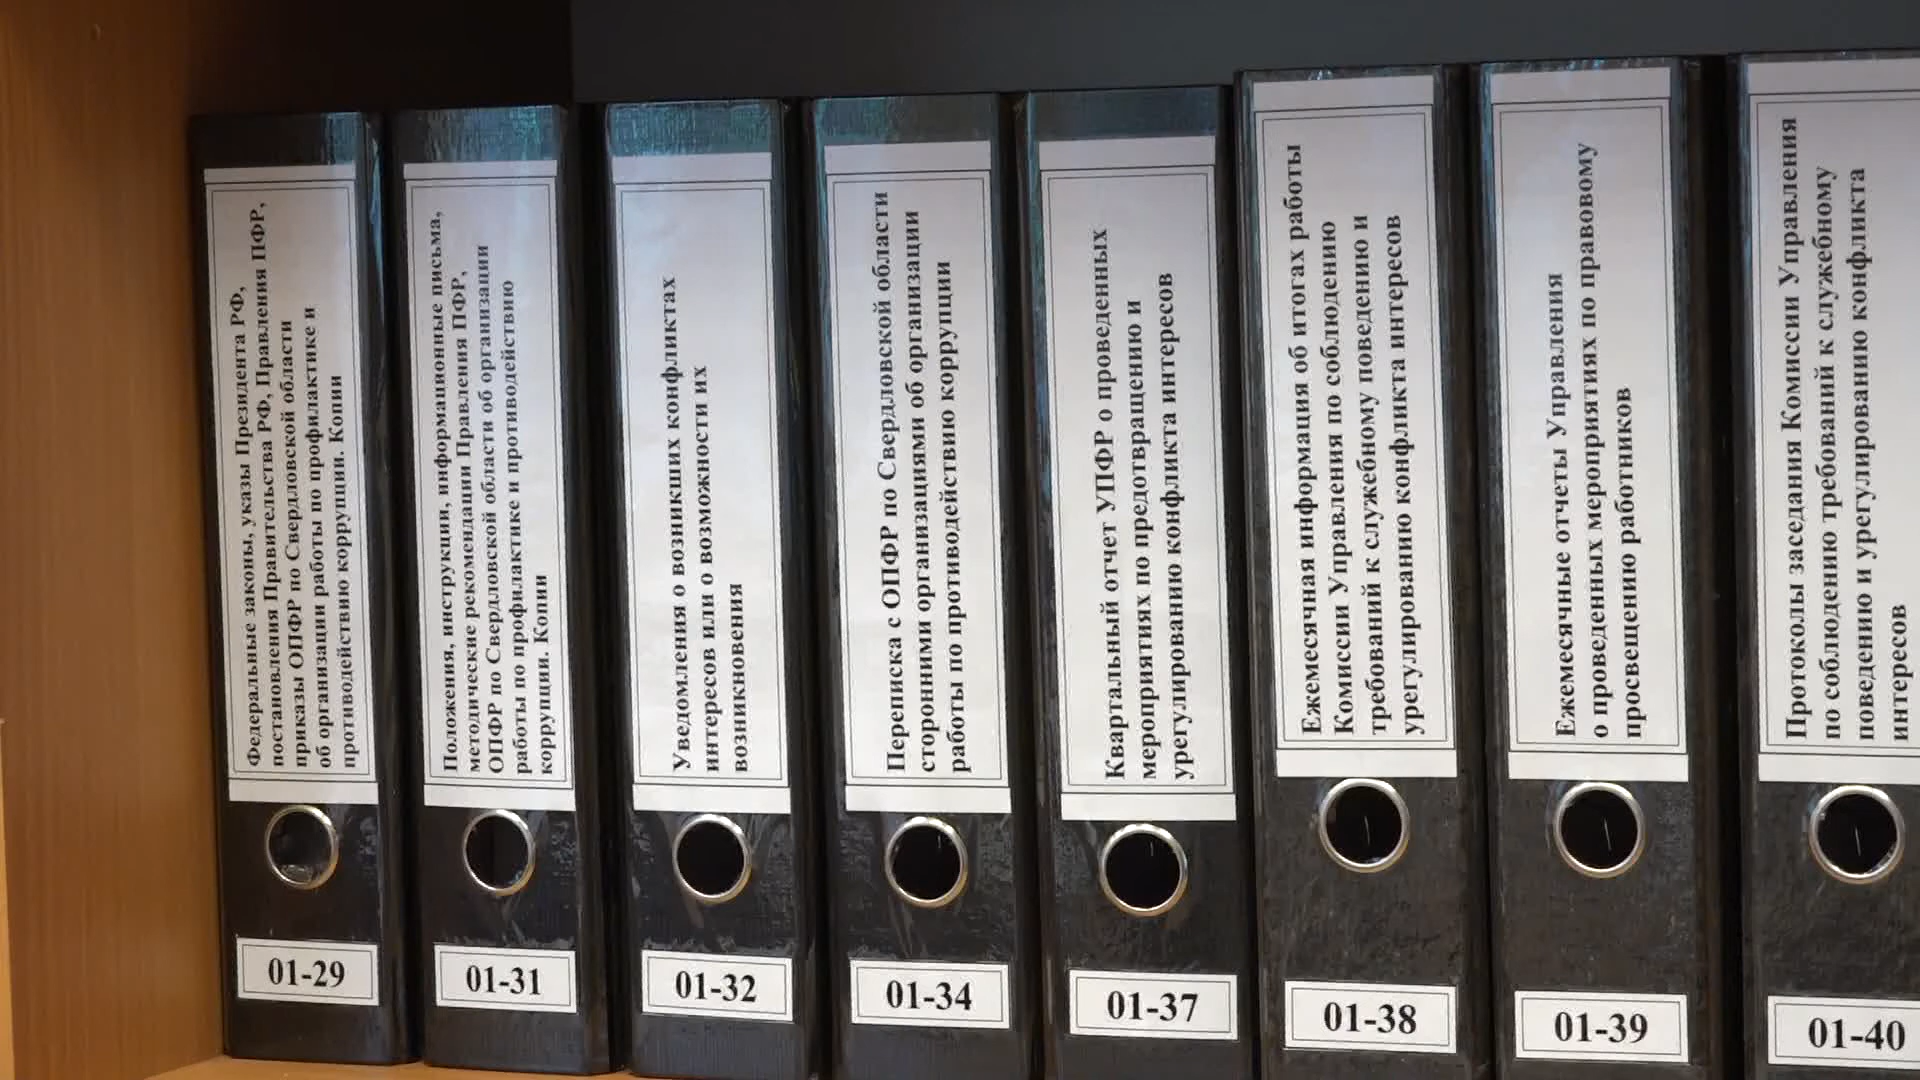 Федеральные законы, указы Президента РФ,
постановления Правительства РФ, Правления ПФР,
приказы ОПФР по Свердловской области
об организации работы по профилактике и
противодействию коррупции. Копии
01-29
Положения, инструкции, информационные письма,
методические рекомендации Правления ПФР,
ОПФР по Свердловской области об организации
работы по профилактике и противодействию
коррупции. Копии
01-31
Уведомления о возникших конфликтах
интересов или о возможности их
возникновения
01-32
Переписка с ОПФР по Свердловской области
сторонними организациями об организации
работы по противодействию коррупции
01-34
Квартальный отчет УПФР о проведенных
мероприятиях по предотвращению и
урегулированию конфликта интересов
01-37
Ежемесячная информация об итогах работы
Комиссии Управления по соблюдению
требований к служебному поведению и
урегулированию конфликта интересов
01-38
Ежемесячные отчеты Управления
о проведенных мероприятиях по правовому
просвещению работников
01-39
Протоколы заседания Комиссии Управления
по соблюдению требований к служебному
поведению и урегулированию конфликта
интересов
01-40